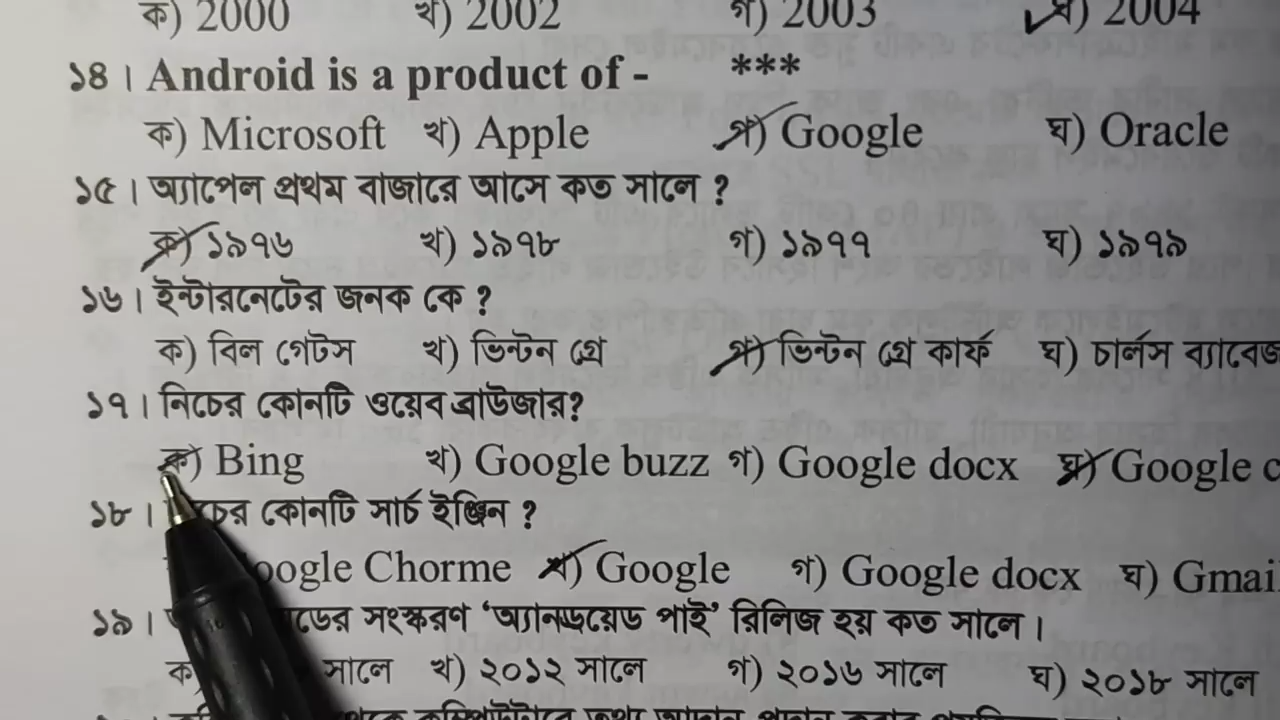 ক) 2000 খ) 2002 গ) 2003 ঘ) 2004
১৪। Android is a product of - ***
ক) Microsoft খ) Apple গ) Google ঘ) Oracle
১৫। অ্যাপেল প্রথম বাজারে আসে কত সালে ?
ক) ১৯৭৬ খ) ১৯৭৮ গ) ১৯৭৭ ঘ) ১৯৭৯
১৬। ইন্টারনেটের জনক কে ?
ক) বিল গেটস খ) ভিন্টন গ্রে গ) ভিন্টন গ্রে কার্ফ ঘ) চার্লস ব্যাবেজ
১৭। নিচের কোনটি ওয়েব ব্রাউজার?
ক) Bing খ) Google buzz গ) Google docx ঘ) Google c
১৮। কোনটি সার্চ ইঞ্জিন ?
Chorme খ) Google গ) Google docx ঘ) Gmai
১৯। সংস্করণ ‘অ্যানড্রয়েড পাই’ রিলিজ হয় কত সালে।
ক) সালে খ) ২০১২ সালে গ) ২০১৬ সালে ঘ) ২০১৮ সালে